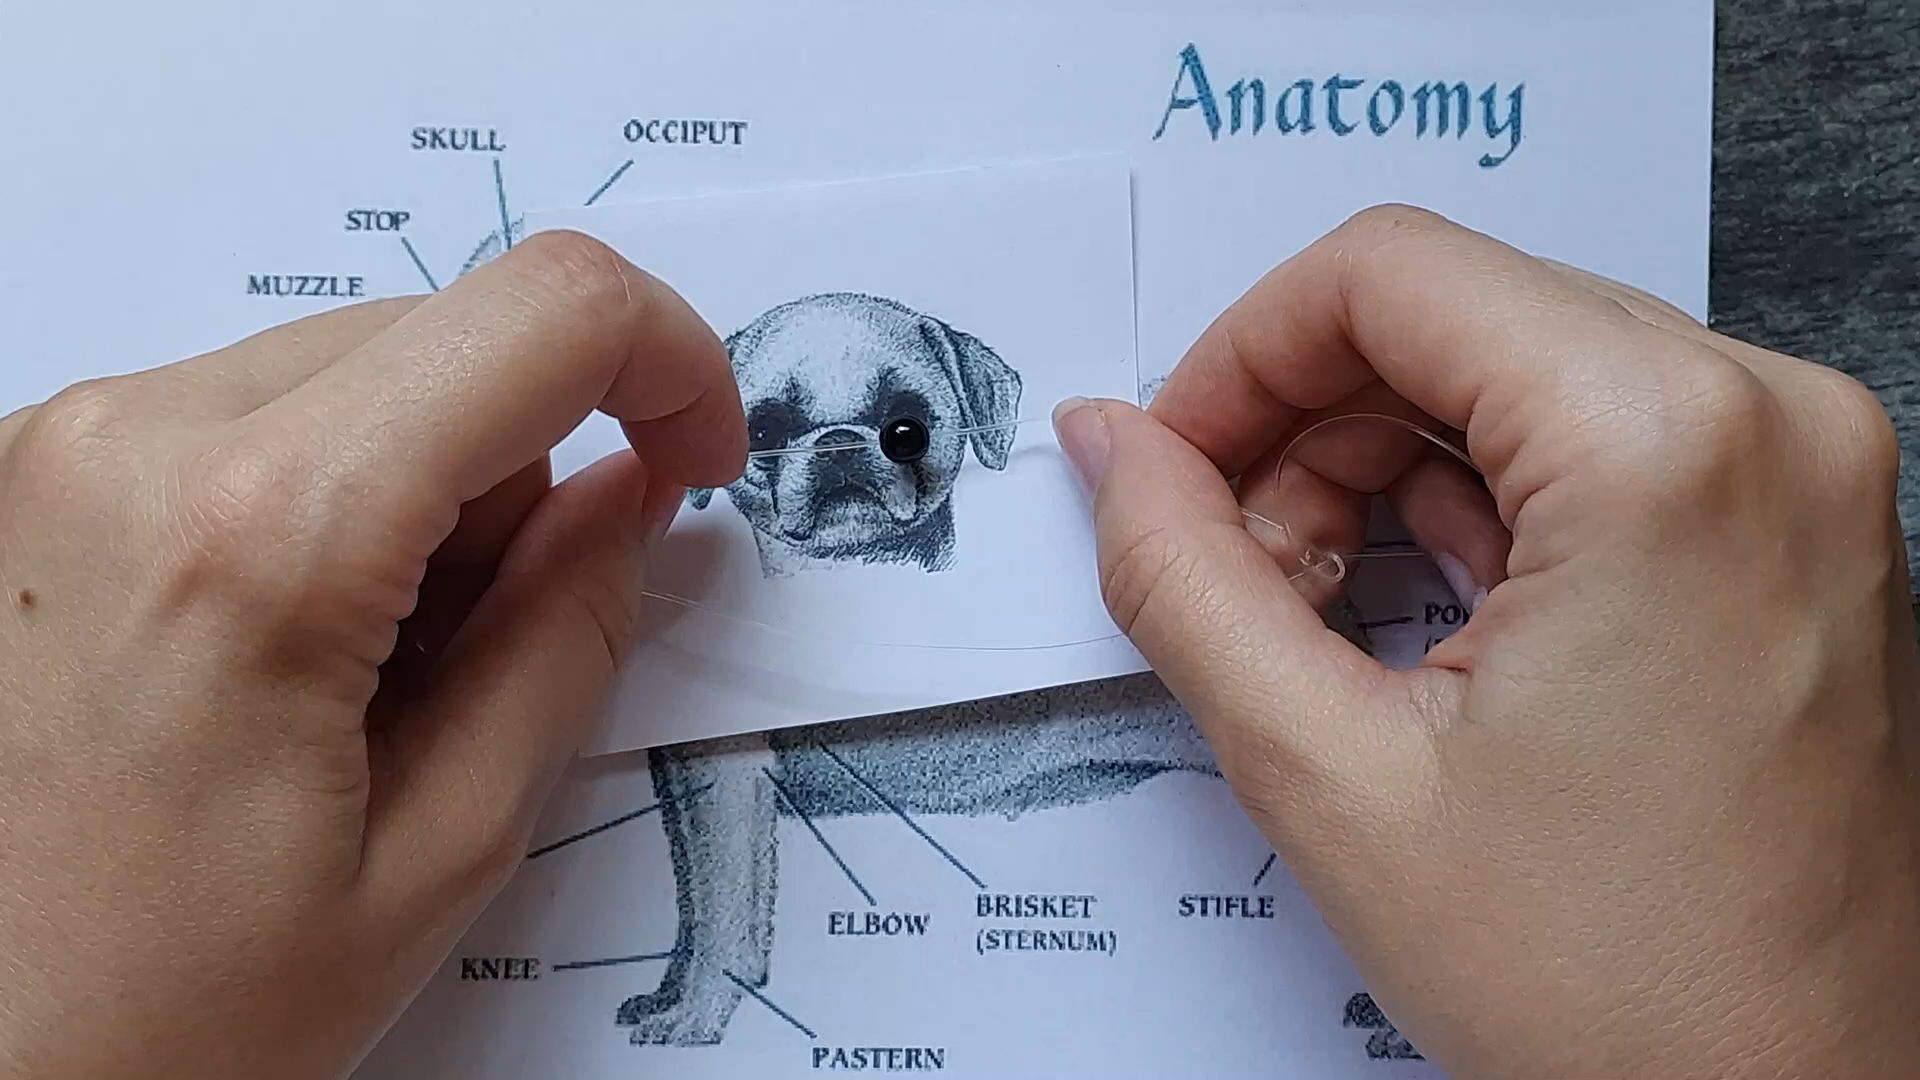 Anatomy
SKULL
OCCIPUT
STOP
MUZZLE
ELBOW
BRISKET
(STERNUM)
STIFLE
KNEE
PASTERN